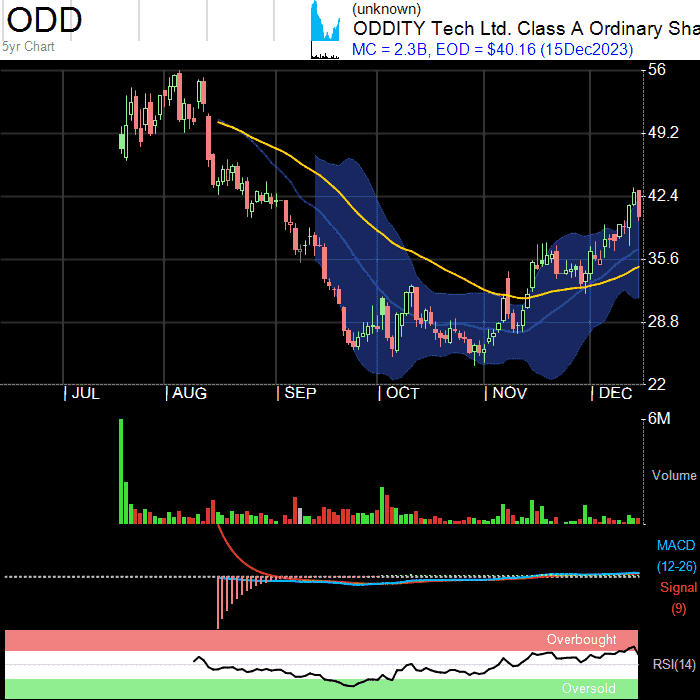 ODD
5yr Chart
(unknown)
ODDITY Tech Ltd. Class A Ordinary Sha
MC = 2.3B, EOD = $40.16 (15Dec2023)
56
49.2
42.4
35.6
28.8
22
JUL AUG SEP OCT NOV DEC
6M
Volume
MACD
(12-26)
Signal
(9)
Overbought
RSI(14)
Oversold